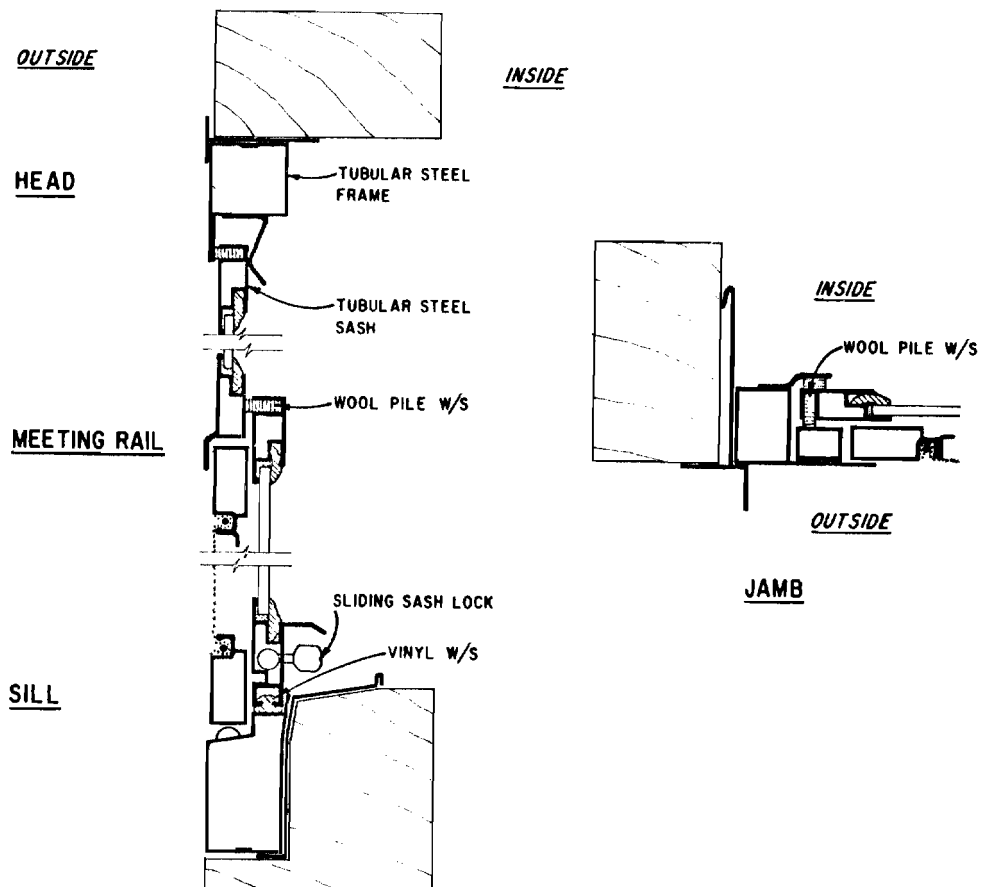 OUTSIDE
INSIDE
HEAD
TUBULAR STEEL
FRAME
TUBULAR STEEL
SASH
WOOL PILE W/S
MEETING RAIL
SLIDING SASH LOCK
VINYL W/S
SILL
INSIDE
WOOL PILE W/S
OUTSIDE
JAMB